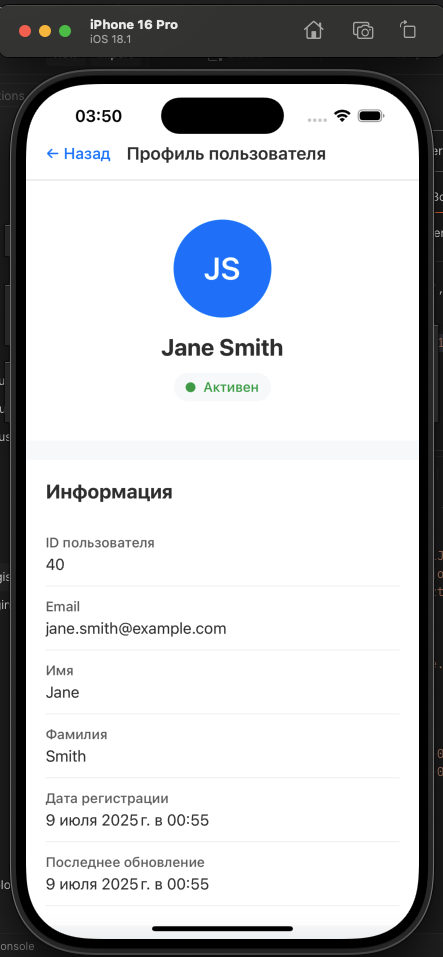 iPhone 16 Pro
iOS 18.1
03:50
← Назад Профиль пользователя
JS
Jane Smith
Активен
Информация
ID пользователя
40
Email
jane.smith@example.com
Имя
Jane
Фамилия
Smith
Дата регистрации
9 июля 2025 г. в 00:55
Последнее обновление
9 июля 2025 г. в 00:55